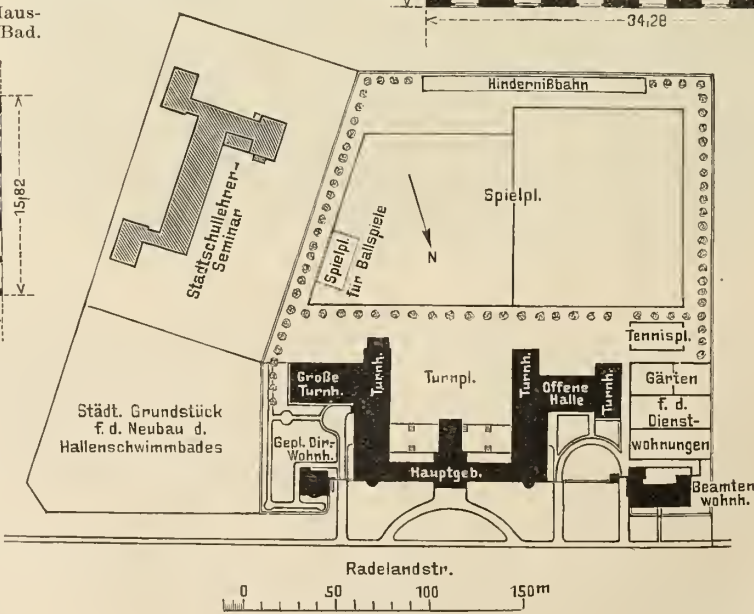 Haus-
Bad.
34,28
15,82
Hindernißbahn
Städtschullehrer-
Seminar
Spielpl.
für Ballspiele
Spielpl.
N
Tennispl.
Große
Turnh.
Turnh.
Turnpl.
Turnh.
Offene
Halle
Turnh.
Gärten
f. d.
Dienst-
wohnungen
Städt. Grundstück
f. d. Neubau d.
Hallenschwimmbades
Gepl. Dir.-
Wohnh.
Hauptgeb.
Beamten
wohnh.
Radelandstr.
0 50 100 150m